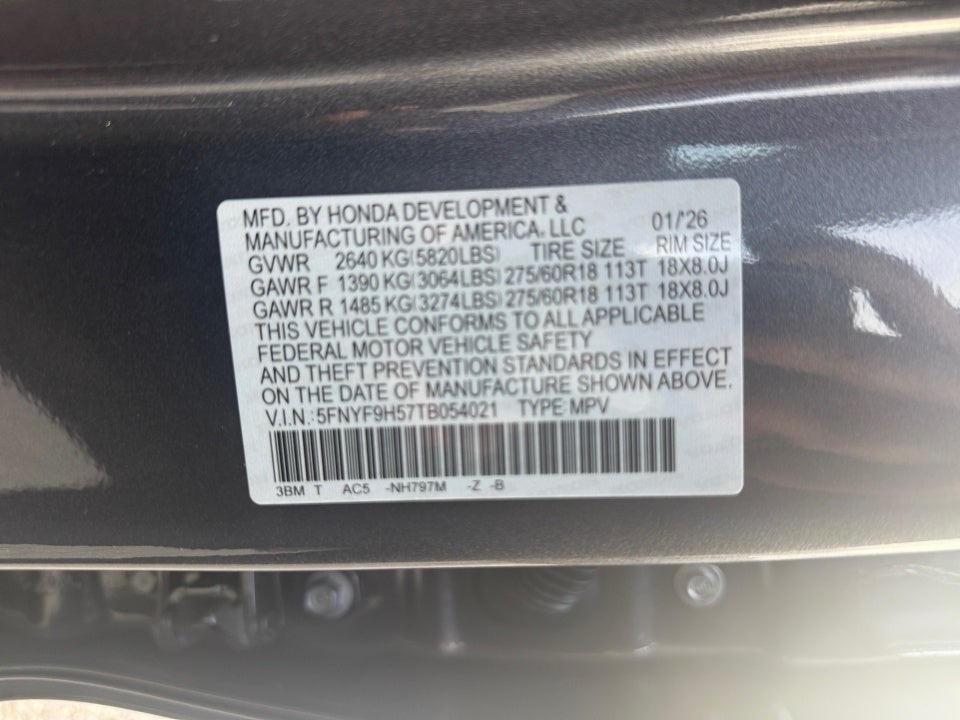 MFD. BY HONDA DEVELOPMENT &
MANUFACTURING OF AMERICA, LLC 01/'26
GVWR 2640 KG(5820LBS) TIRE SIZE RIM SIZE
GAWR F 1390 KG(3064LBS) 275/60R18 113T 18X8.0J
GAWR R 1485 KG(3274LBS) 275/60R18 113T 18X8.0J
THIS VEHICLE CONFORMS TO ALL APPLICABLE
FEDERAL MOTOR VEHICLE SAFETY
AND THEFT PREVENTION STANDARDS IN EFFECT
ON THE DATE OF MANUFACTURE SHOWN ABOVE.
V.I.N.: 5FNYF9H57TB054021 TYPE: MPV
3BM T AC5 -NH797M -Z -B